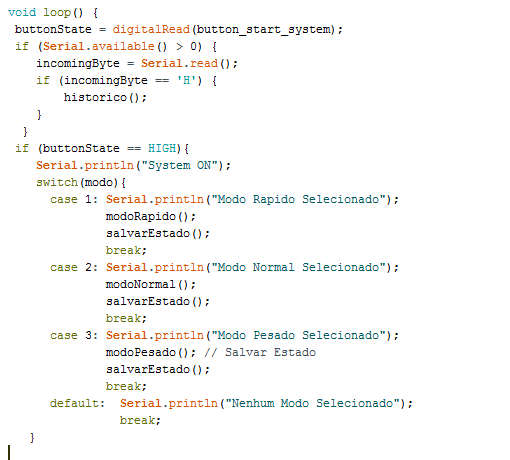 void loop() {
buttonState = digitalRead(button_start_system);
if (Serial.available() > 0) {
incomingByte = Serial.read();
if (incomingByte == 'H') {
historico();
}
}
if (buttonState == HIGH){
Serial.println("System ON");
switch(modo){
case 1: Serial.println("Modo Rapido Selecionado");
modoRapido();
salvarEstado();
break;
case 2: Serial.println("Modo Normal Selecionado");
modoNormal();
salvarEstado();
break;
case 3: Serial.println("Modo Pesado Selecionado");
modoPesado(); // Salvar Estado
salvarEstado();
break;
default: Serial.println("Nenhum Modo Selecionado");
break;
}